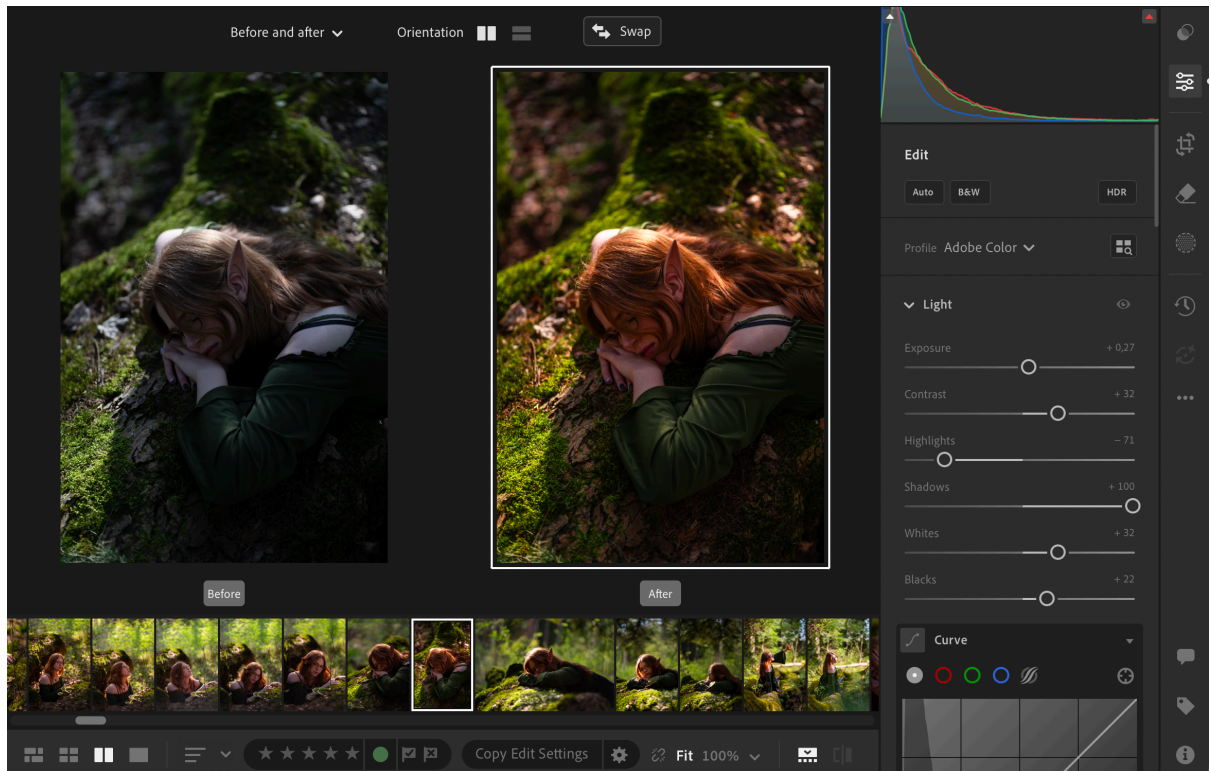 Before and after
Orientation
Swap
Before
After
Copy Edit Settings
Fit 100%
Edit
Auto B&W HDR
Profile Adobe Color
Light
Exposure + 0,27
Contrast + 32
Highlights − 71
Shadows + 100
Whites + 32
Blacks + 22
Curve